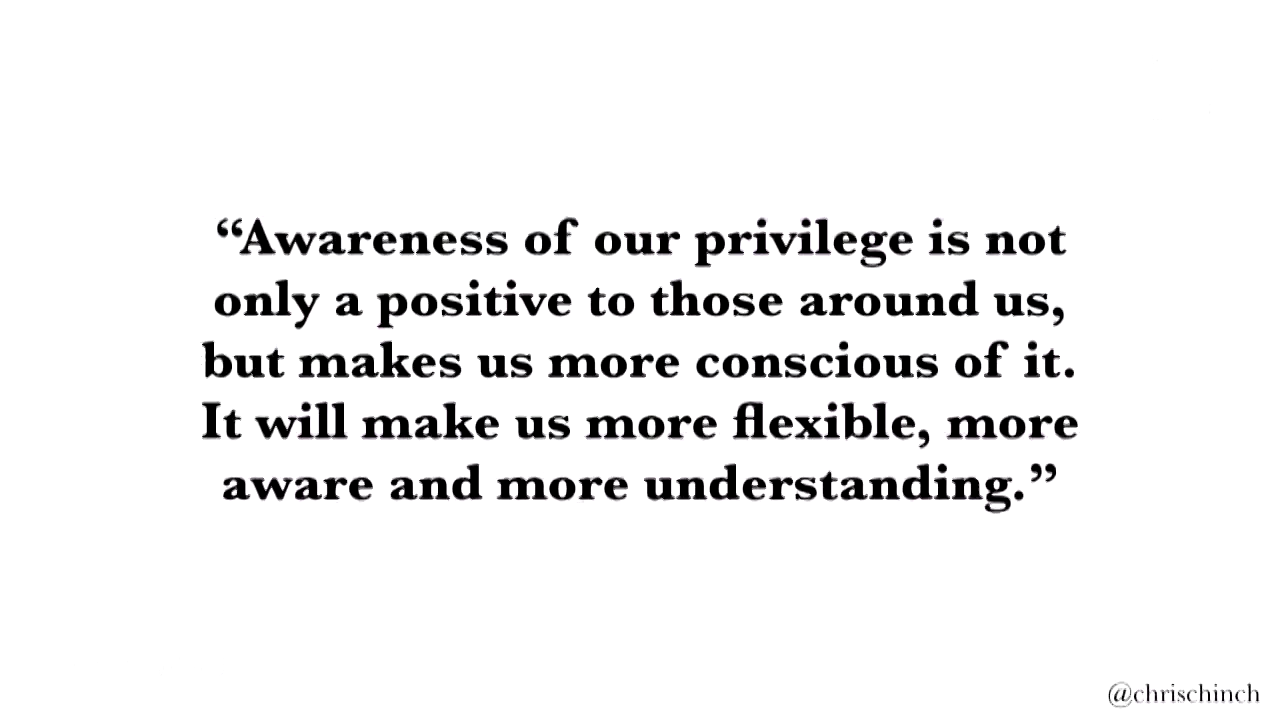 “Awareness of our privilege is not
only a positive to those around us,
but makes us more conscious of it.
It will make us more flexible, more
aware and more understanding.”
@chrischinch